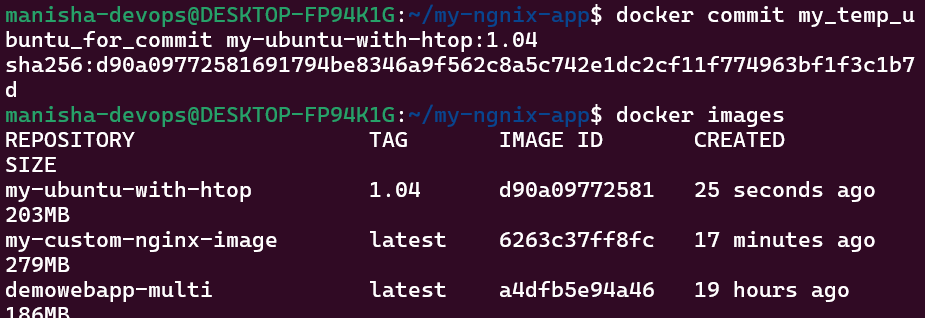 manisha-devops@DESKTOP-FP94K1G:~/my-ngnix-app$ docker commit my_temp_u
buntu_for_commit my-ubuntu-with-htop:1.04
sha256:d90a09772581691794be8346a9f562c8a5c742e1dc2cf11f774963bf1f3c1b7
d
manisha-devops@DESKTOP-FP94K1G:~/my-ngnix-app$ docker images
REPOSITORY TAG IMAGE ID CREATED
SIZE
my-ubuntu-with-htop 1.04 d90a09772581 25 seconds ago
203MB
my-custom-nginx-image latest 6263c37ff8fc 17 minutes ago
279MB
demowebapp-multi latest a4dfb5e94a46 19 hours ago
186MB